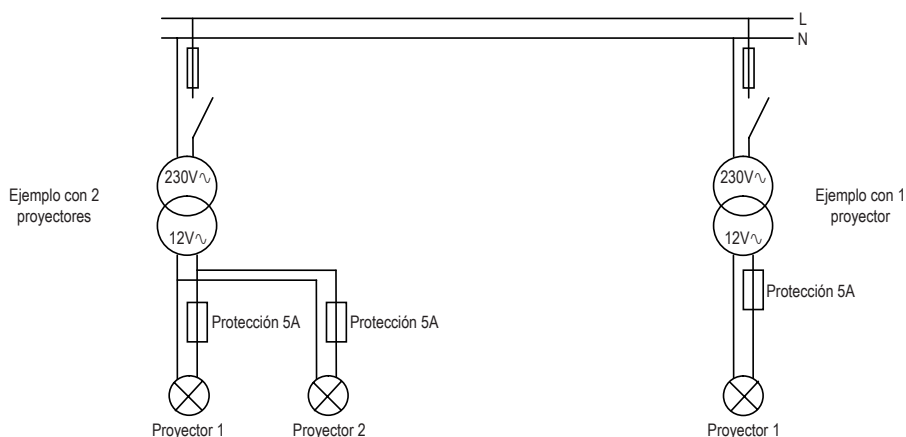 L
N
230V∿
12V∿
Ejemplo con 2
proyectores
Protección 5A
Protección 5A
Proyector 1
Proyector 2
230V∿
12V∿
Ejemplo con 1
proyector
Protección 5A
Proyector 1